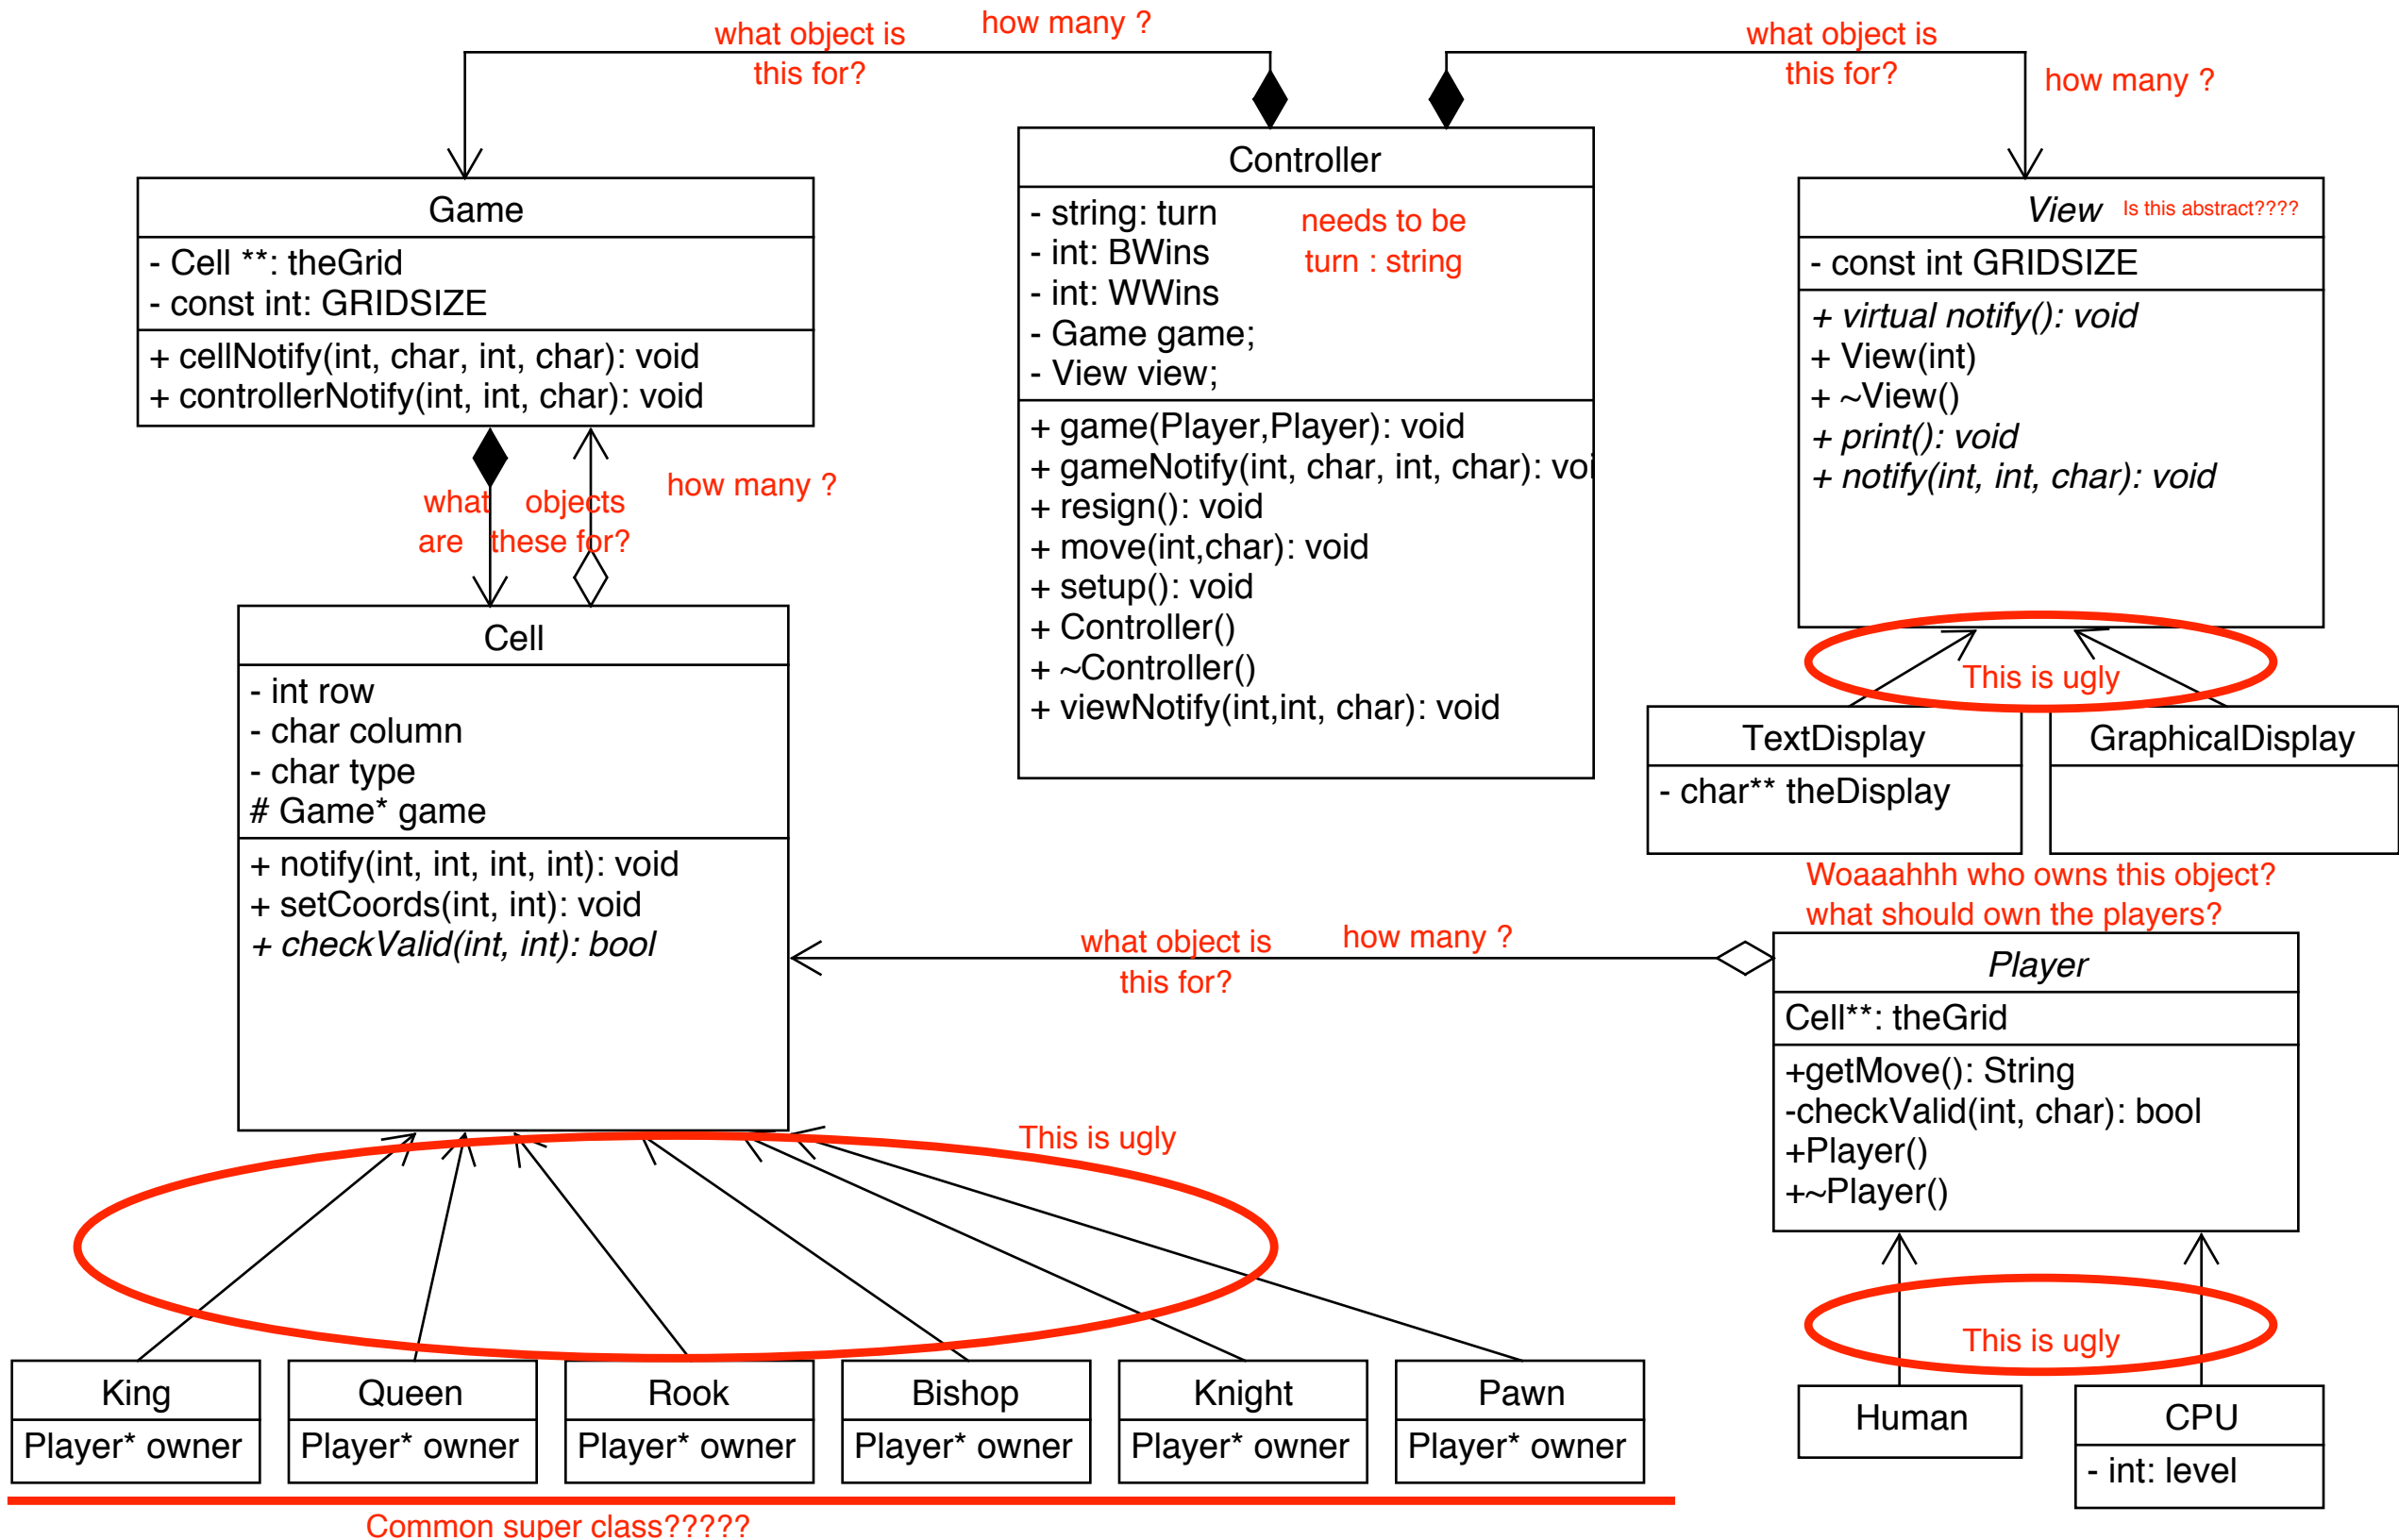 what object is
this for?
how many ?
what object is
this for?
how many ?
Game
- Cell **: theGrid
- const int: GRIDSIZE
+ cellNotify(int, char, int, char): void
+ controllerNotify(int, int, char): void
Controller
- string: turn
- int: BWins
- int: WWins
- Game game;
- View view;
needs to be
turn : string
+ game(Player,Player): void
+ gameNotify(int, char, int, char): voi
+ resign(): void
+ move(int,char): void
+ setup(): void
+ Controller()
+ ~Controller()
+ viewNotify(int,int, char): void
View
Is this abstract????
- const int GRIDSIZE
+ virtual notify(): void
+ View(int)
+ ~View()
+ print(): void
+ notify(int, int, char): void
what objects
are these for?
how many ?
Cell
- int row
- char column
- char type
# Game* game
+ notify(int, int, int, int): void
+ setCoords(int, int): void
+ checkValid(int, int): bool
This is ugly
TextDisplay
- char** theDisplay
GraphicalDisplay
Woaaahhh who owns this object?
what should own the players?
what object is
this for?
how many ?
Player
Cell**: theGrid
+getMove(): String
-checkValid(int, char): bool
+Player()
+~Player()
This is ugly
This is ugly
King
Player* owner
Queen
Player* owner
Rook
Player* owner
Bishop
Player* owner
Knight
Player* owner
Pawn
Player* owner
Human
CPU
- int: level
Common super class?????